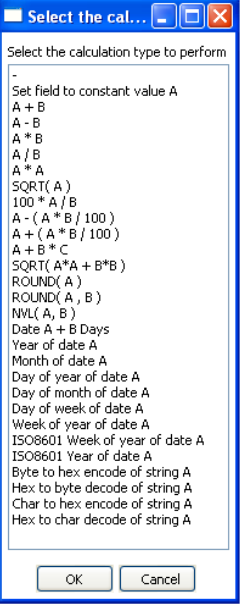 Select the cal...
Select the calculation type to perform
-
Set field to constant value A
A + B
A - B
A * B
A / B
A * A
SQRT( A )
100 * A / B
A - ( A * B / 100 )
A + ( A * B / 100 )
A + B * C
SQRT( A*A + B*B )
ROUND( A )
ROUND( A , B )
NVL( A, B )
Date A + B Days
Year of date A
Month of date A
Day of year of date A
Day of month of date A
Day of week of date A
Week of year of date A
ISO8601 Week of year of date A
ISO8601 Year of date A
Byte to hex encode of string A
Hex to byte decode of string A
Char to hex encode of string A
Hex to char decode of string A
OK Cancel